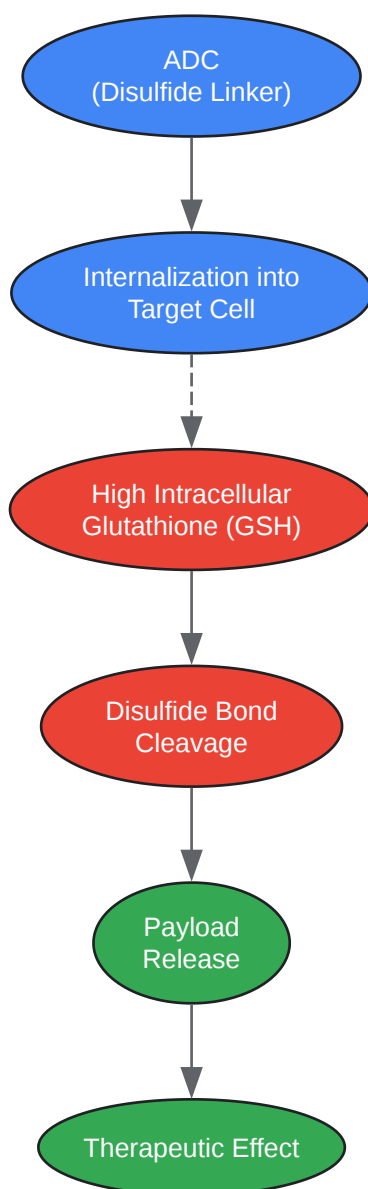 ADC
(Disulfide Linker)
Internalization into
Target Cell
High Intracellular
Glutathione (GSH)
Disulfide Bond
Cleavage
Payload
Release
Therapeutic Effect